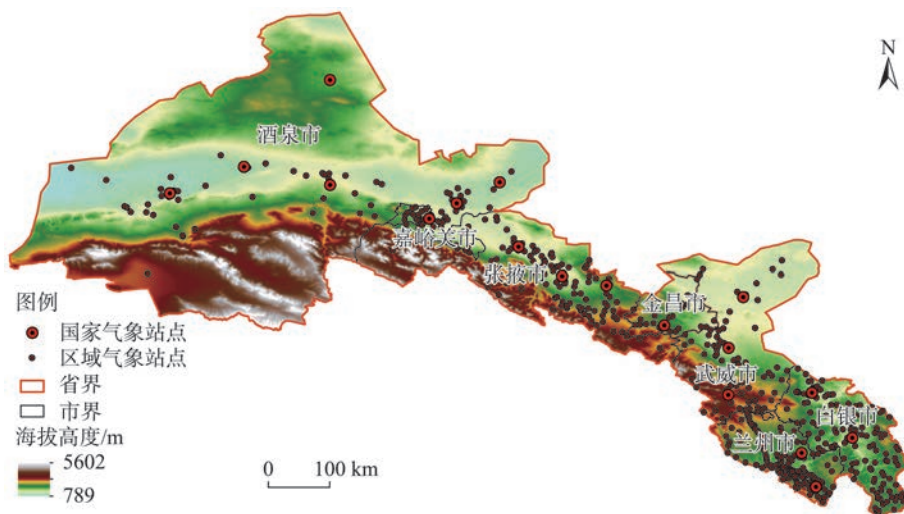 N
酒泉市
嘉峪关市
张掖市
金昌市
武威市
白银市
兰州市
图例
国家气象站点
区域气象站点
省界
市界
海拔高度/m
5602
789
0 100 km